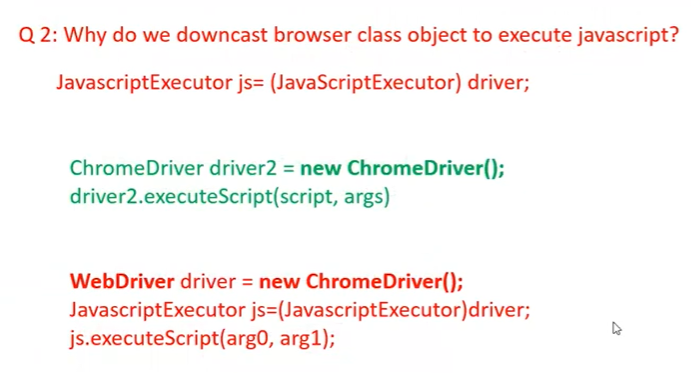 Q 2: Why do we downcast browser class object to execute javascript?
JavascriptExecutor js= (JavaScriptExecutor) driver;
ChromeDriver driver2 = new ChromeDriver();
driver2.executeScript(script, args)
WebDriver driver = new ChromeDriver();
JavascriptExecutor js=(JavascriptExecutor)driver;
js.executeScript(arg0, arg1);